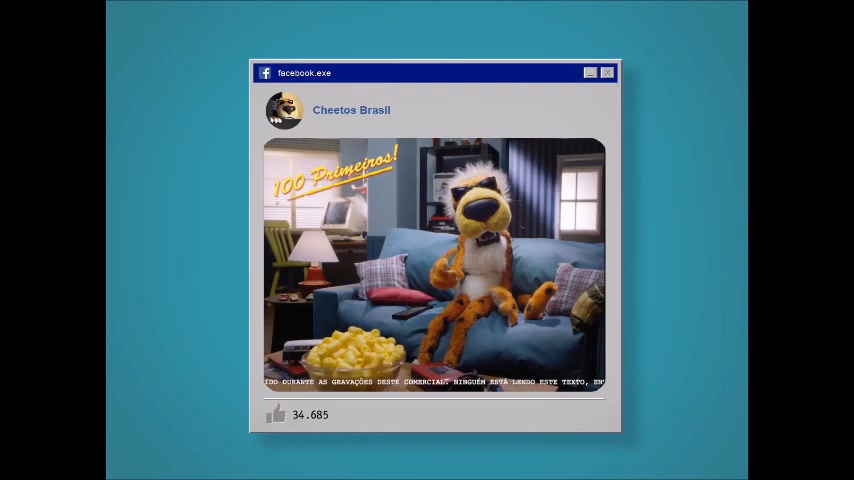 facebook.exe
Cheetos Brasil
100 Primeiros!
IDO DURANTE AS GRAVAÇÕES DESTE COMERCIAL. NINGUÉM ESTÁ LENDO ESTE TEXTO, EN
34.685